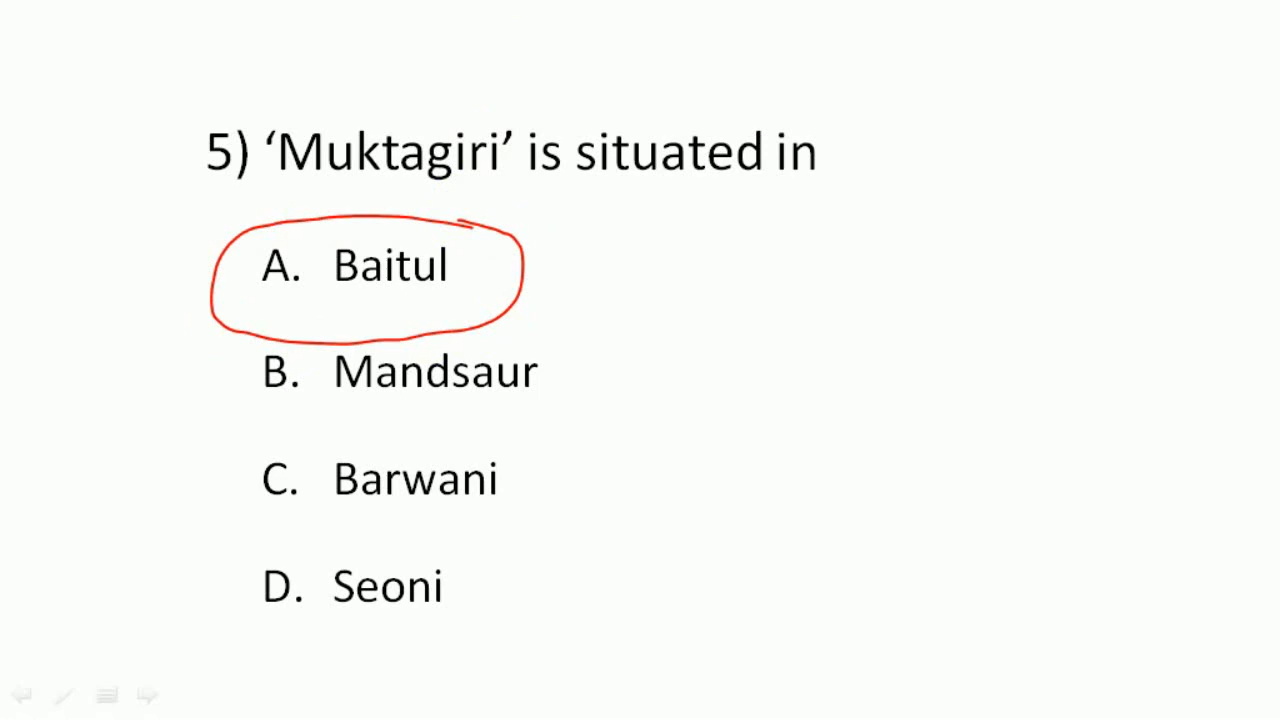 5) ‘Muktagiri’ is situated in
A. Baitul
B. Mandsaur
C. Barwani
D. Seoni